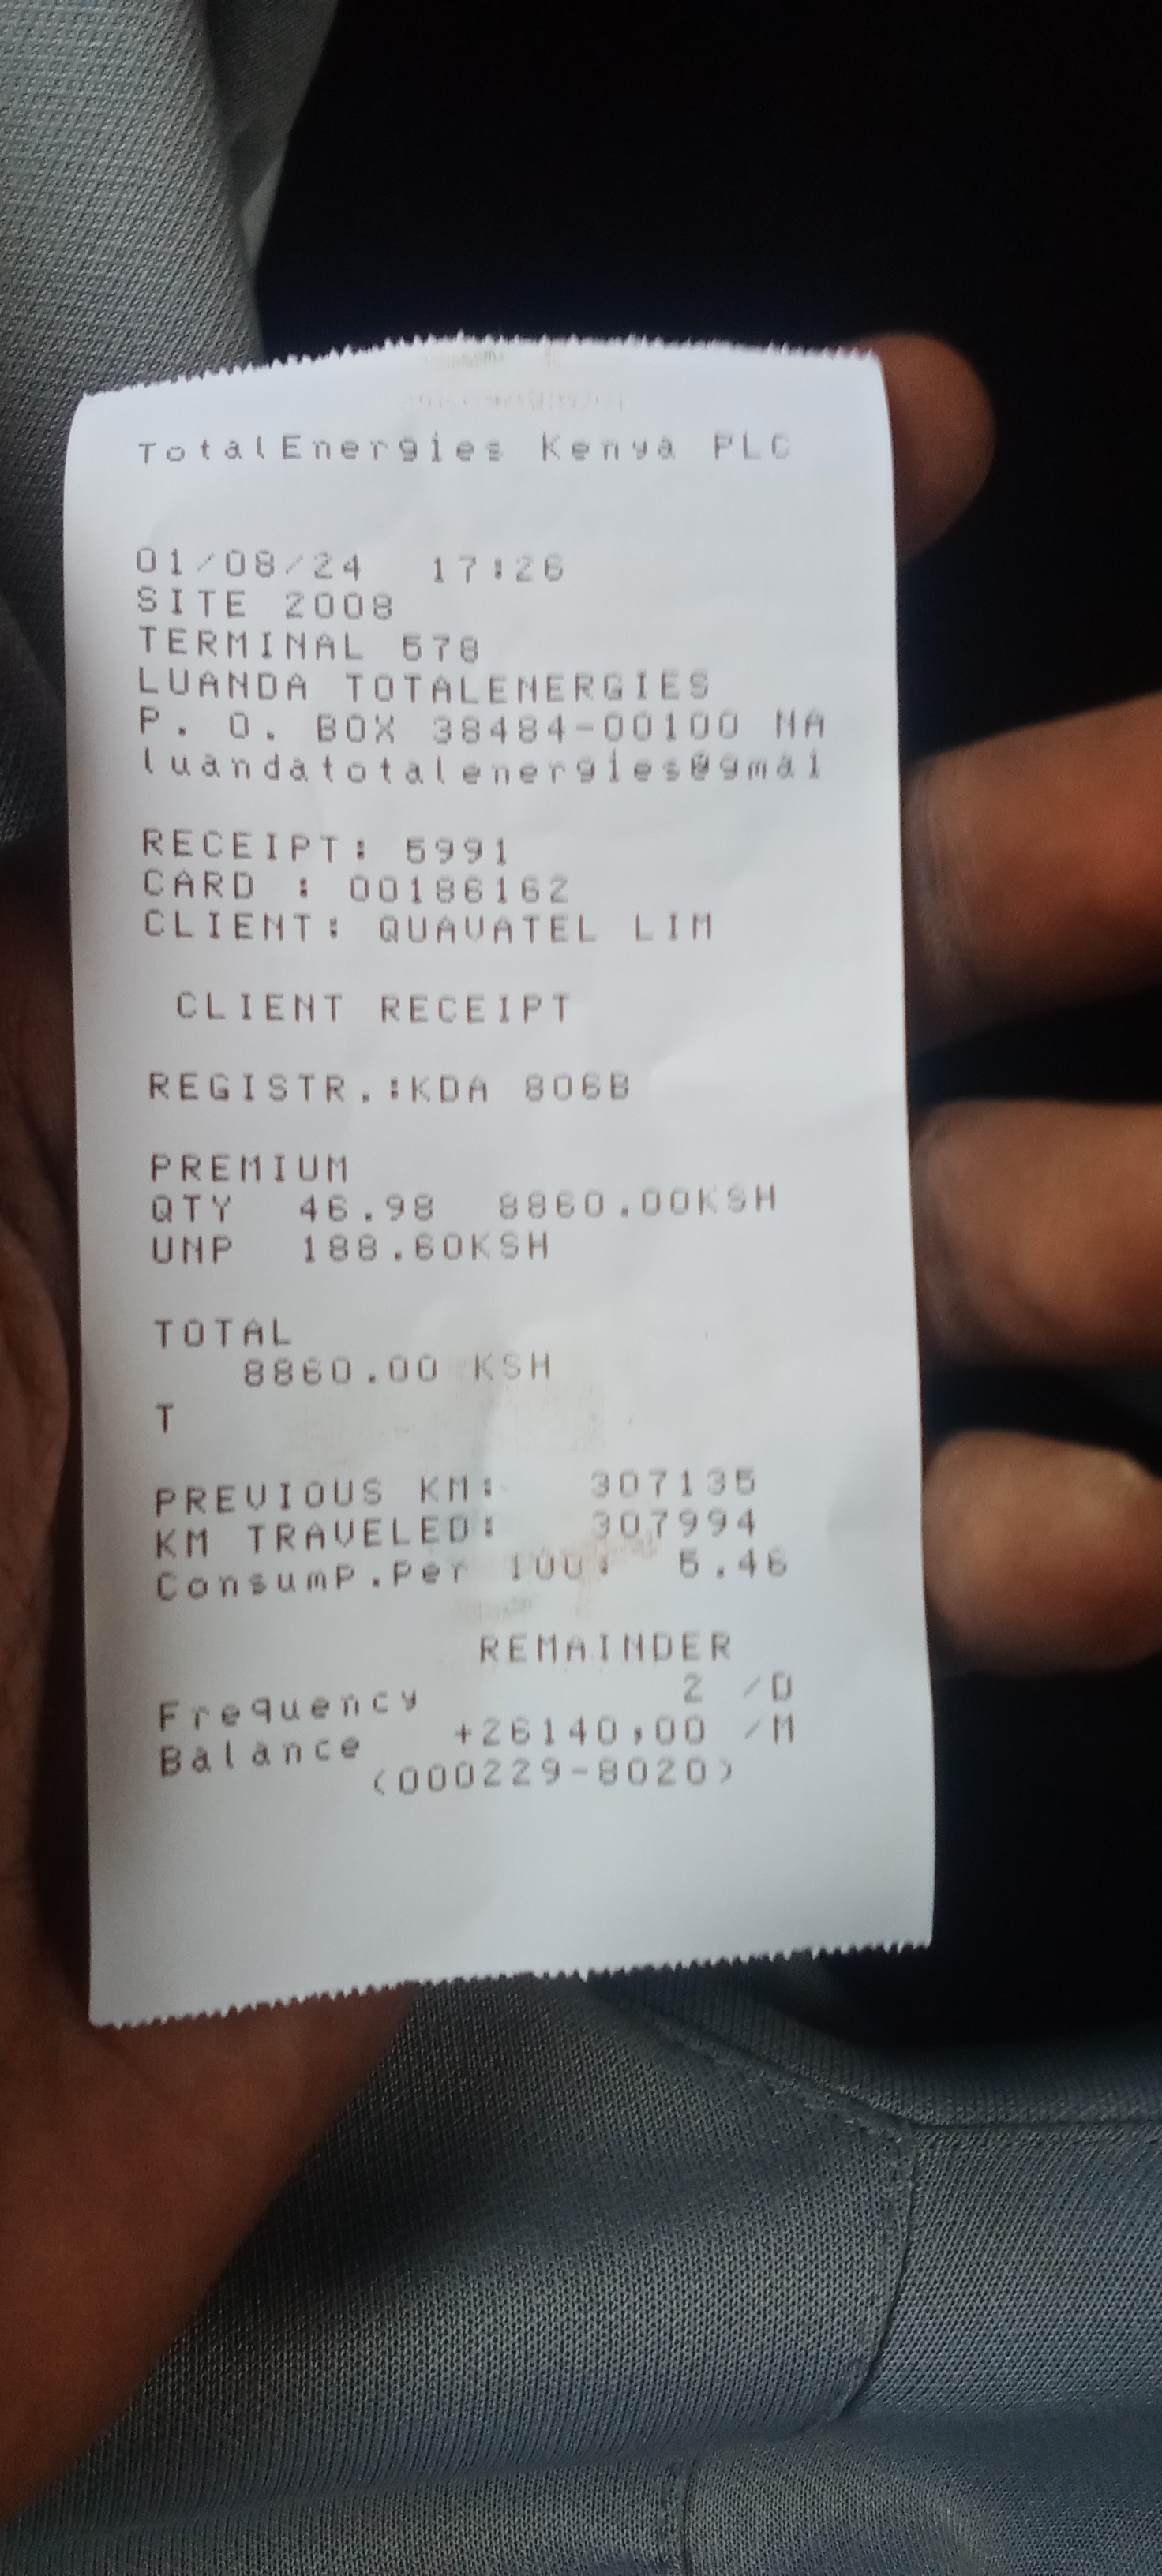 TotalEnergies Kenya PLC
01/08/24 17:26
SITE 2008
TERMINAL 578
LUANDA TOTALENERGIES
P. O. BOX 38484-00100 NA
luandatotalenergies@gmai
RECEIPT: 5991
CARD : 00186162
CLIENT: QUAVATEL LIM
CLIENT RECEIPT
REGISTR.:KDA 806B
PREMIUM
QTY 46.98 8860.00KSH
UNP 188.60KSH
TOTAL
8860.00 KSH
T
PREVIOUS KM: 307135
KM TRAVELED: 307994
Consump.Per 100: 5.46
REMAINDER
Frequency 2 /D
Balance +26140,00 /M
(000229-8020)